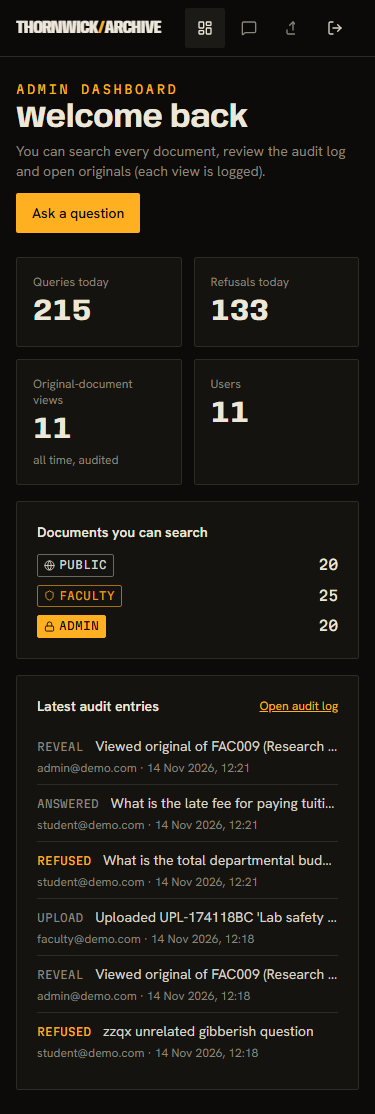 THORNWICK/ARCHIVE
ADMIN DASHBOARD
Welcome back
You can search every document, review the audit log
and open originals (each view is logged).
Ask a question
Queries today
215
Refusals today
133
Original-document
views
11
all time, audited
Users
11
Documents you can search
PUBLIC 20
FACULTY 25
ADMIN 20
Latest audit entries Open audit log
REVEAL Viewed original of FAC009 (Research ...
admin@demo.com · 14 Nov 2026, 12:21
ANSWERED What is the late fee for paying tuiti...
student@demo.com · 14 Nov 2026, 12:21
REFUSED What is the total departmental bud...
student@demo.com · 14 Nov 2026, 12:21
UPLOAD Uploaded UPL-174118BC 'Lab safety ...
faculty@demo.com · 14 Nov 2026, 12:18
REVEAL Viewed original of FAC009 (Research ...
admin@demo.com · 14 Nov 2026, 12:18
REFUSED zzqx unrelated gibberish question
student@demo.com · 14 Nov 2026, 12:18